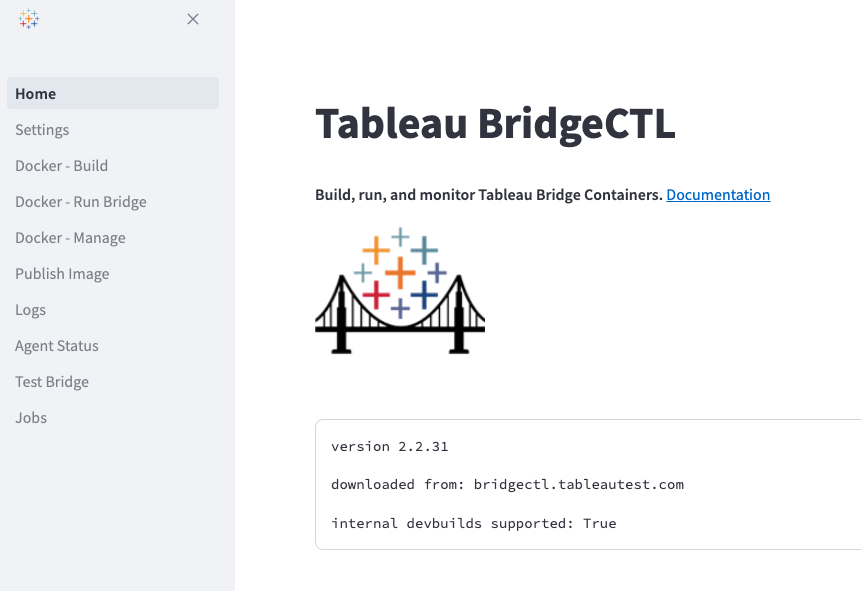 Home
Settings
Docker - Build
Docker - Run Bridge
Docker - Manage
Publish Image
Logs
Agent Status
Test Bridge
Jobs
Tableau BridgeCTL
Build, run, and monitor Tableau Bridge Containers. Documentation
version 2.2.31
downloaded from: bridgectl.tableautest.com
internal devbuilds supported: True